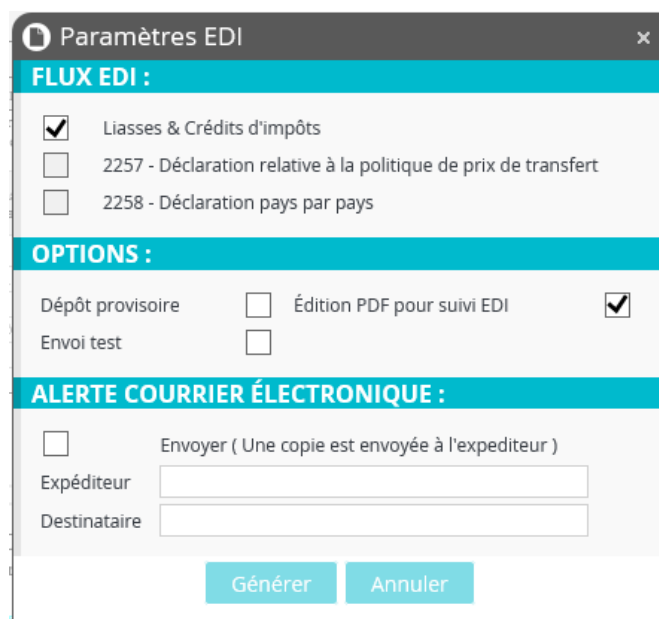 Paramètres EDI
FLUX EDI :
Liasses & Crédits d'impôts
2257 - Déclaration relative à la politique de prix de transfert
2258 - Déclaration pays par pays
OPTIONS :
Dépôt provisoire Édition PDF pour suivi EDI
Envoi test
ALERTE COURRIER ÉLECTRONIQUE :
Envoyer ( Une copie est envoyée à l'expediteur )
Expéditeur
Destinataire
Générer Annuler